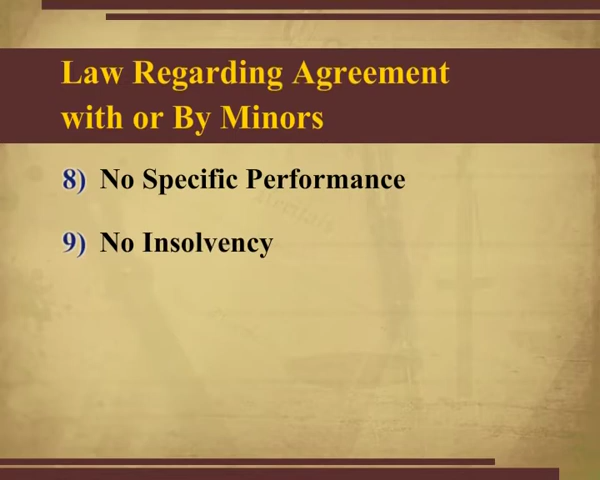 Law Regarding Agreement
with or By Minors
8) No Specific Performance
9) No Insolvency